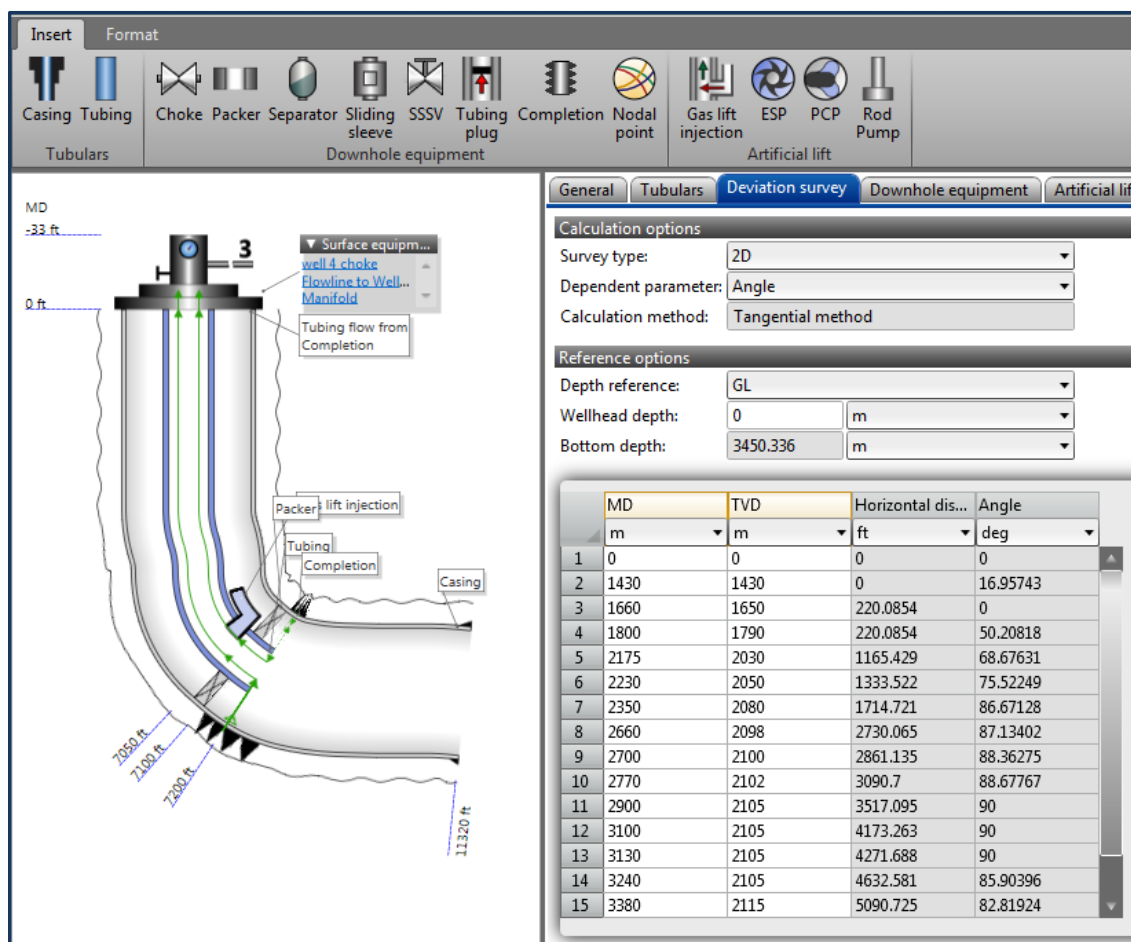 Insert Format
Casing Tubing Choke Packer Separator Sliding sleeve SSSV Tubing plug Completion Nodal point Gas lift injection ESP PCP Rod Pump
Tubulars Downhole equipment Artificial lift
MD
-33 ft
0 ft
3
▼ Surface equipm...
well 4 choke
Flowline to Well...
Manifold
Tubing flow from
Completion
Packer
s lift injection
Tubing
Completion
Casing
7050 ft
7100 ft
7200 ft
11320 ft
General Tubulars Deviation survey Downhole equipment Artificial lif
Calculation options
Survey type: 2D
Dependent parameter: Angle
Calculation method: Tangential method
Reference options
Depth reference: GL
Wellhead depth: 0 m
Bottom depth: 3450.336 m
MD TVD Horizontal dis... Angle
m m ft deg
1 0 0 0 0
2 1430 1430 0 16.95743
3 1660 1650 220.0854 0
4 1800 1790 220.0854 50.20818
5 2175 2030 1165.429 68.67631
6 2230 2050 1333.522 75.52249
7 2350 2080 1714.721 86.67128
8 2660 2098 2730.065 87.13402
9 2700 2100 2861.135 88.36275
10 2770 2102 3090.7 88.67767
11 2900 2105 3517.095 90
12 3100 2105 4173.263 90
13 3130 2105 4271.688 90
14 3240 2105 4632.581 85.90396
15 3380 2115 5090.725 82.81924